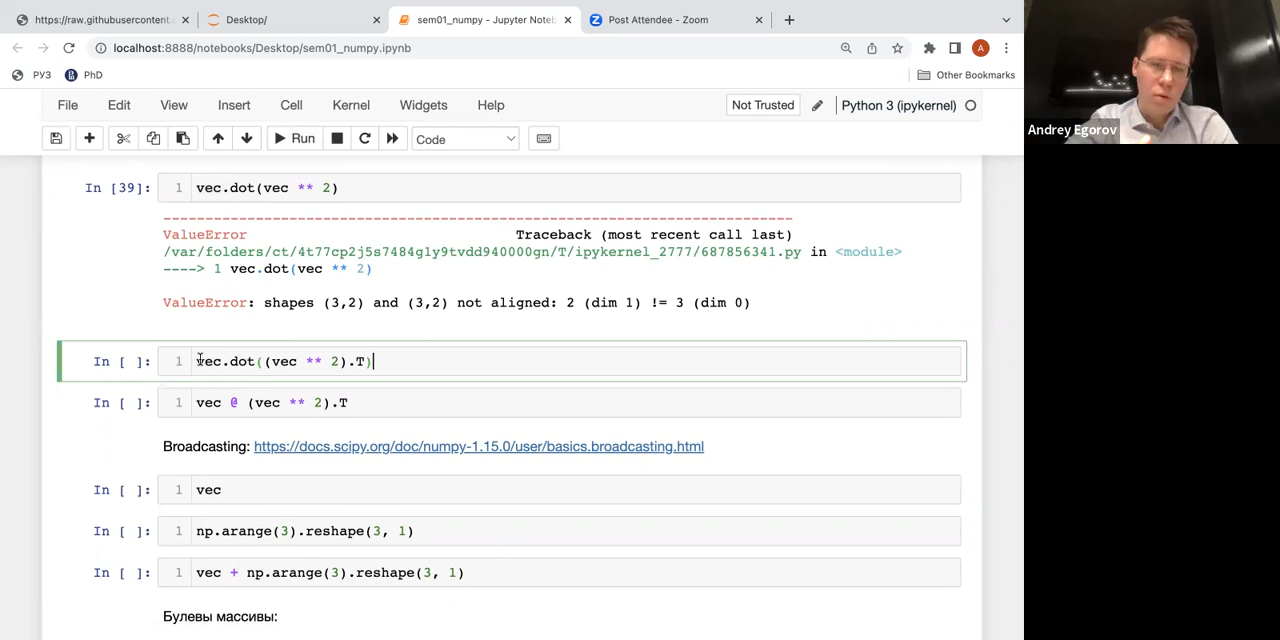 https://raw.githubusercontent. Desktop/ sem01_numpy - Jupyter Noteb Post Attendee - Zoom
localhost:8888/notebooks/Desktop/sem01_numpy.ipynb A
РУЗ PhD Other Bookmarks
File Edit View Insert Cell Kernel Widgets Help Not Trusted Python 3 (ipykernel)
Run Code
Andrey Egorov
In [39]: 1 vec.dot(vec ** 2)
---------------------------------------------------------------------------
ValueError Traceback (most recent call last)
/var/folders/ct/4t77cp2j5s7484g1y9tvdd940000gn/T/ipykernel_2777/687856341.py in <module>
----> 1 vec.dot(vec ** 2)
ValueError: shapes (3,2) and (3,2) not aligned: 2 (dim 1) != 3 (dim 0)
In [ ]: 1 vec.dot((vec ** 2).T)
In [ ]: 1 vec @ (vec ** 2).T
Broadcasting: https://docs.scipy.org/doc/numpy-1.15.0/user/basics.broadcasting.html
In [ ]: 1 vec
In [ ]: 1 np.arange(3).reshape(3, 1)
In [ ]: 1 vec + np.arange(3).reshape(3, 1)
Булевы массивы: